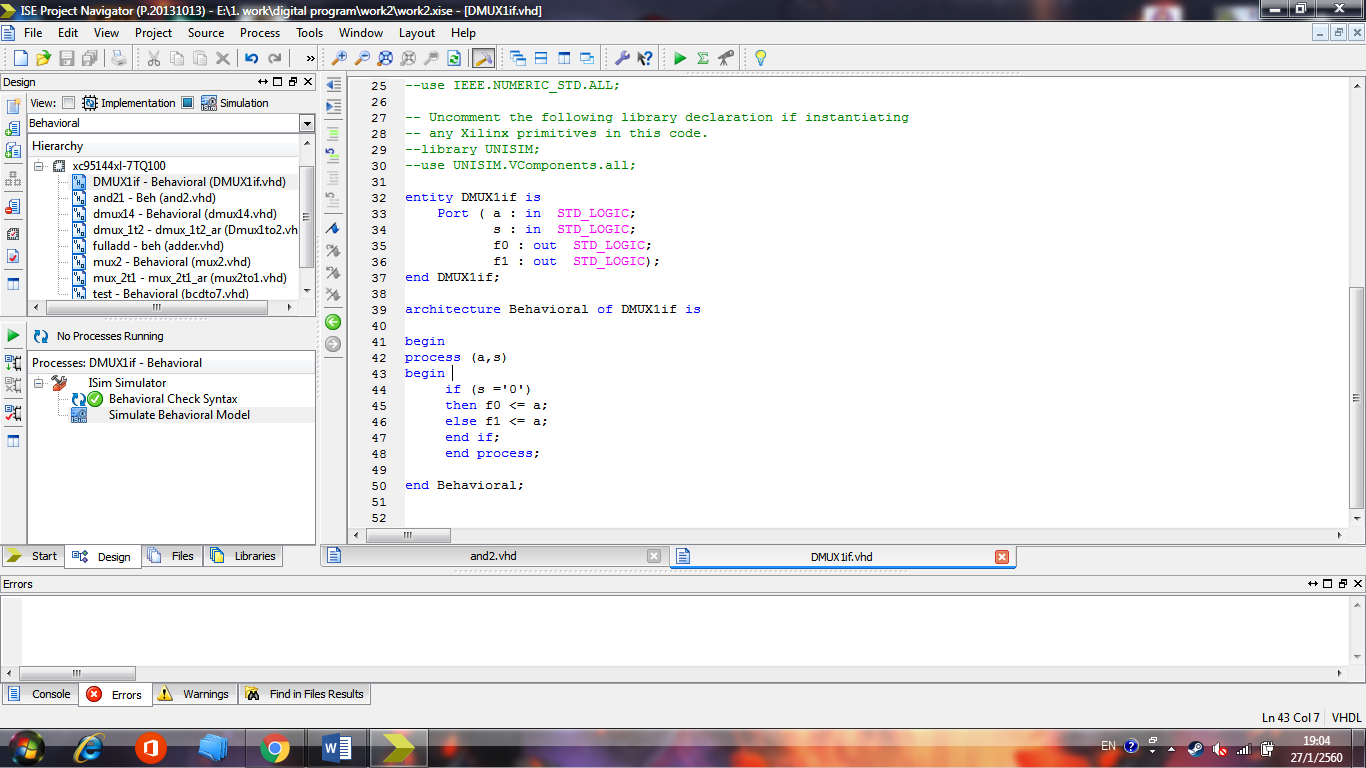 ISE Project Navigator (P.20131013) - E:\1. work\digital program\work2\work2.xise - [DMUX1if.vhd]
File Edit View Project Source Process Tools Window Layout Help
Design
View: Implementation Simulation
Behavioral
Hierarchy
xc95144xl-7TQ100
DMUX1if - Behavioral (DMUX1if.vhd)
and21 - Beh (and2.vhd)
dmux14 - Behavioral (dmux14.vhd)
dmux_1t2 - dmux_1t2_ar (Dmux1to2.vh
fulladd - beh (adder.vhd)
mux2 - Behavioral (mux2.vhd)
mux_2t1 - mux_2t1_ar (mux2to1.vhd)
test - Behavioral (bcdto7.vhd)
No Processes Running
Processes: DMUX1if - Behavioral
ISim Simulator
Behavioral Check Syntax
Simulate Behavioral Model
Start Design Files Libraries
25 --use IEEE.NUMERIC_STD.ALL;
26
27 -- Uncomment the following library declaration if instantiating
28 -- any Xilinx primitives in this code.
29 --library UNISIM;
30 --use UNISIM.VComponents.all;
31
32 entity DMUX1if is
33 Port ( a : in STD_LOGIC;
34 s : in STD_LOGIC;
35 f0 : out STD_LOGIC;
36 f1 : out STD_LOGIC);
37 end DMUX1if;
38
39 architecture Behavioral of DMUX1if is
40
41 begin
42 process (a,s)
43 begin
44 if (s ='0')
45 then f0 <= a;
46 else f1 <= a;
47 end if;
48 end process;
49
50 end Behavioral;
51
52
and2.vhd DMUX1if.vhd
Errors
Console Errors Warnings Find in Files Results
Ln 43 Col 7 VHDL
EN 19:04
27/1/2560